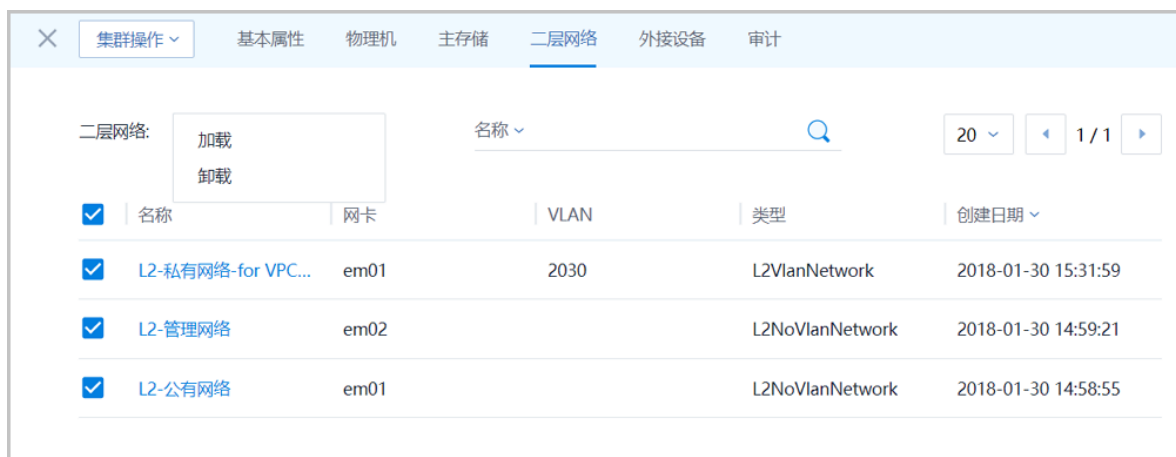 集群操作 基本属性 物理机 主存储 二层网络 外接设备 审计
二层网络: 名称 20 1 / 1
加载
卸载
名称 网卡 VLAN 类型 创建日期
L2-私有网络-for VPC... em01 2030 L2VlanNetwork 2018-01-30 15:31:59
L2-管理网络 em02 L2NoVlanNetwork 2018-01-30 14:59:21
L2-公有网络 em01 L2NoVlanNetwork 2018-01-30 14:58:55